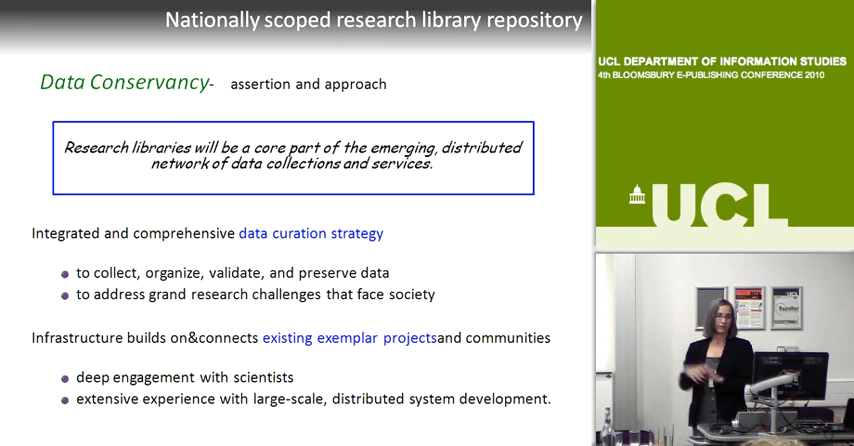 Nationally scoped research library repository
Data Conservancy- assertion and approach
Research libraries will be a core part of the emerging, distributed
network of data collections and services.
Integrated and comprehensive data curation strategy
to collect, organize, validate, and preserve data
to address grand research challenges that face society
Infrastructure builds on&connects existing exemplar projectsand communities
deep engagement with scientists
extensive experience with large-scale, distributed system development.
UCL DEPARTMENT OF INFORMATION STUDIES
4th BLOOMSBURY E-PUBLISHING CONFERENCE 2010
UCL